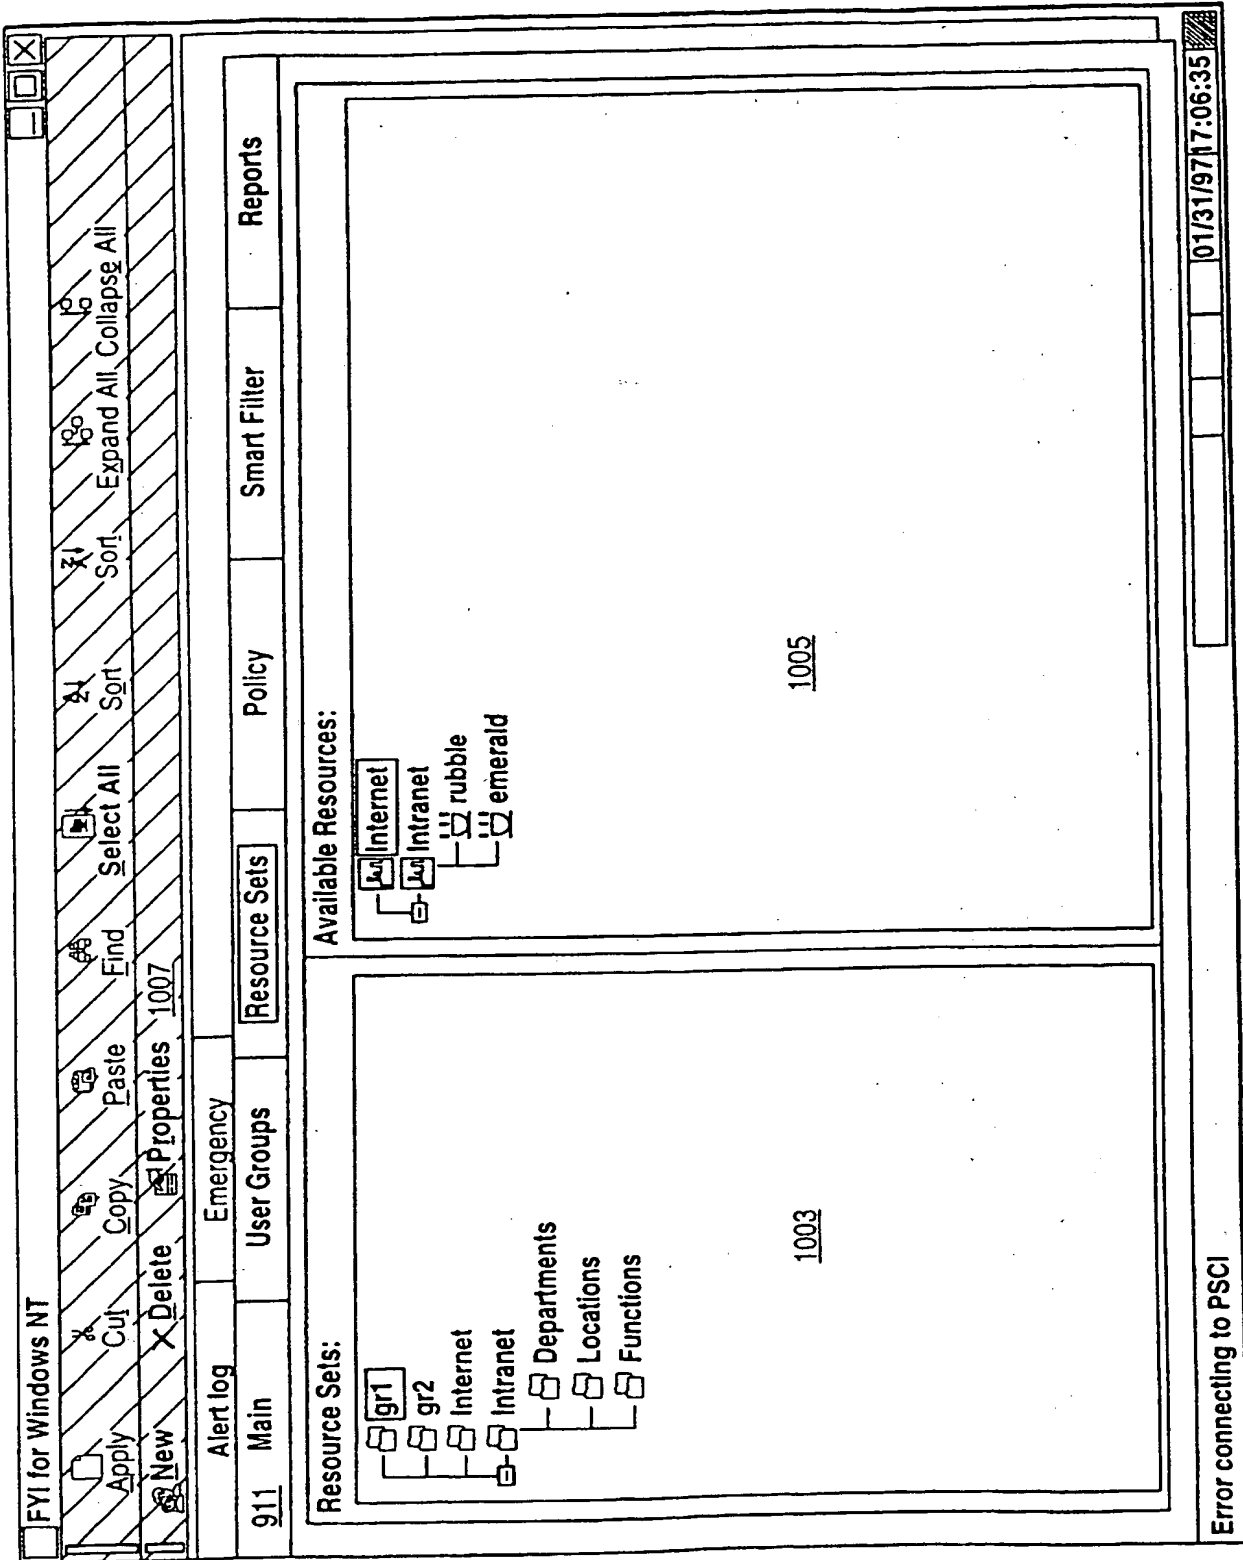 FYI for Windows NT
Apply Cut Copy Paste Find Select All Sort Sort Expand All Collapse All
New Delete Properties 1007
Alert log Emergency
911 Main User Groups Resource Sets Policy Smart Filter Reports
Resource Sets:
gr1
gr2
Internet
Intranet
Departments
Locations
Functions
1003
Available Resources:
Internet
Intranet
rubble
emerald
1005
Error connecting to PSCI 01/31/97 17:06:35